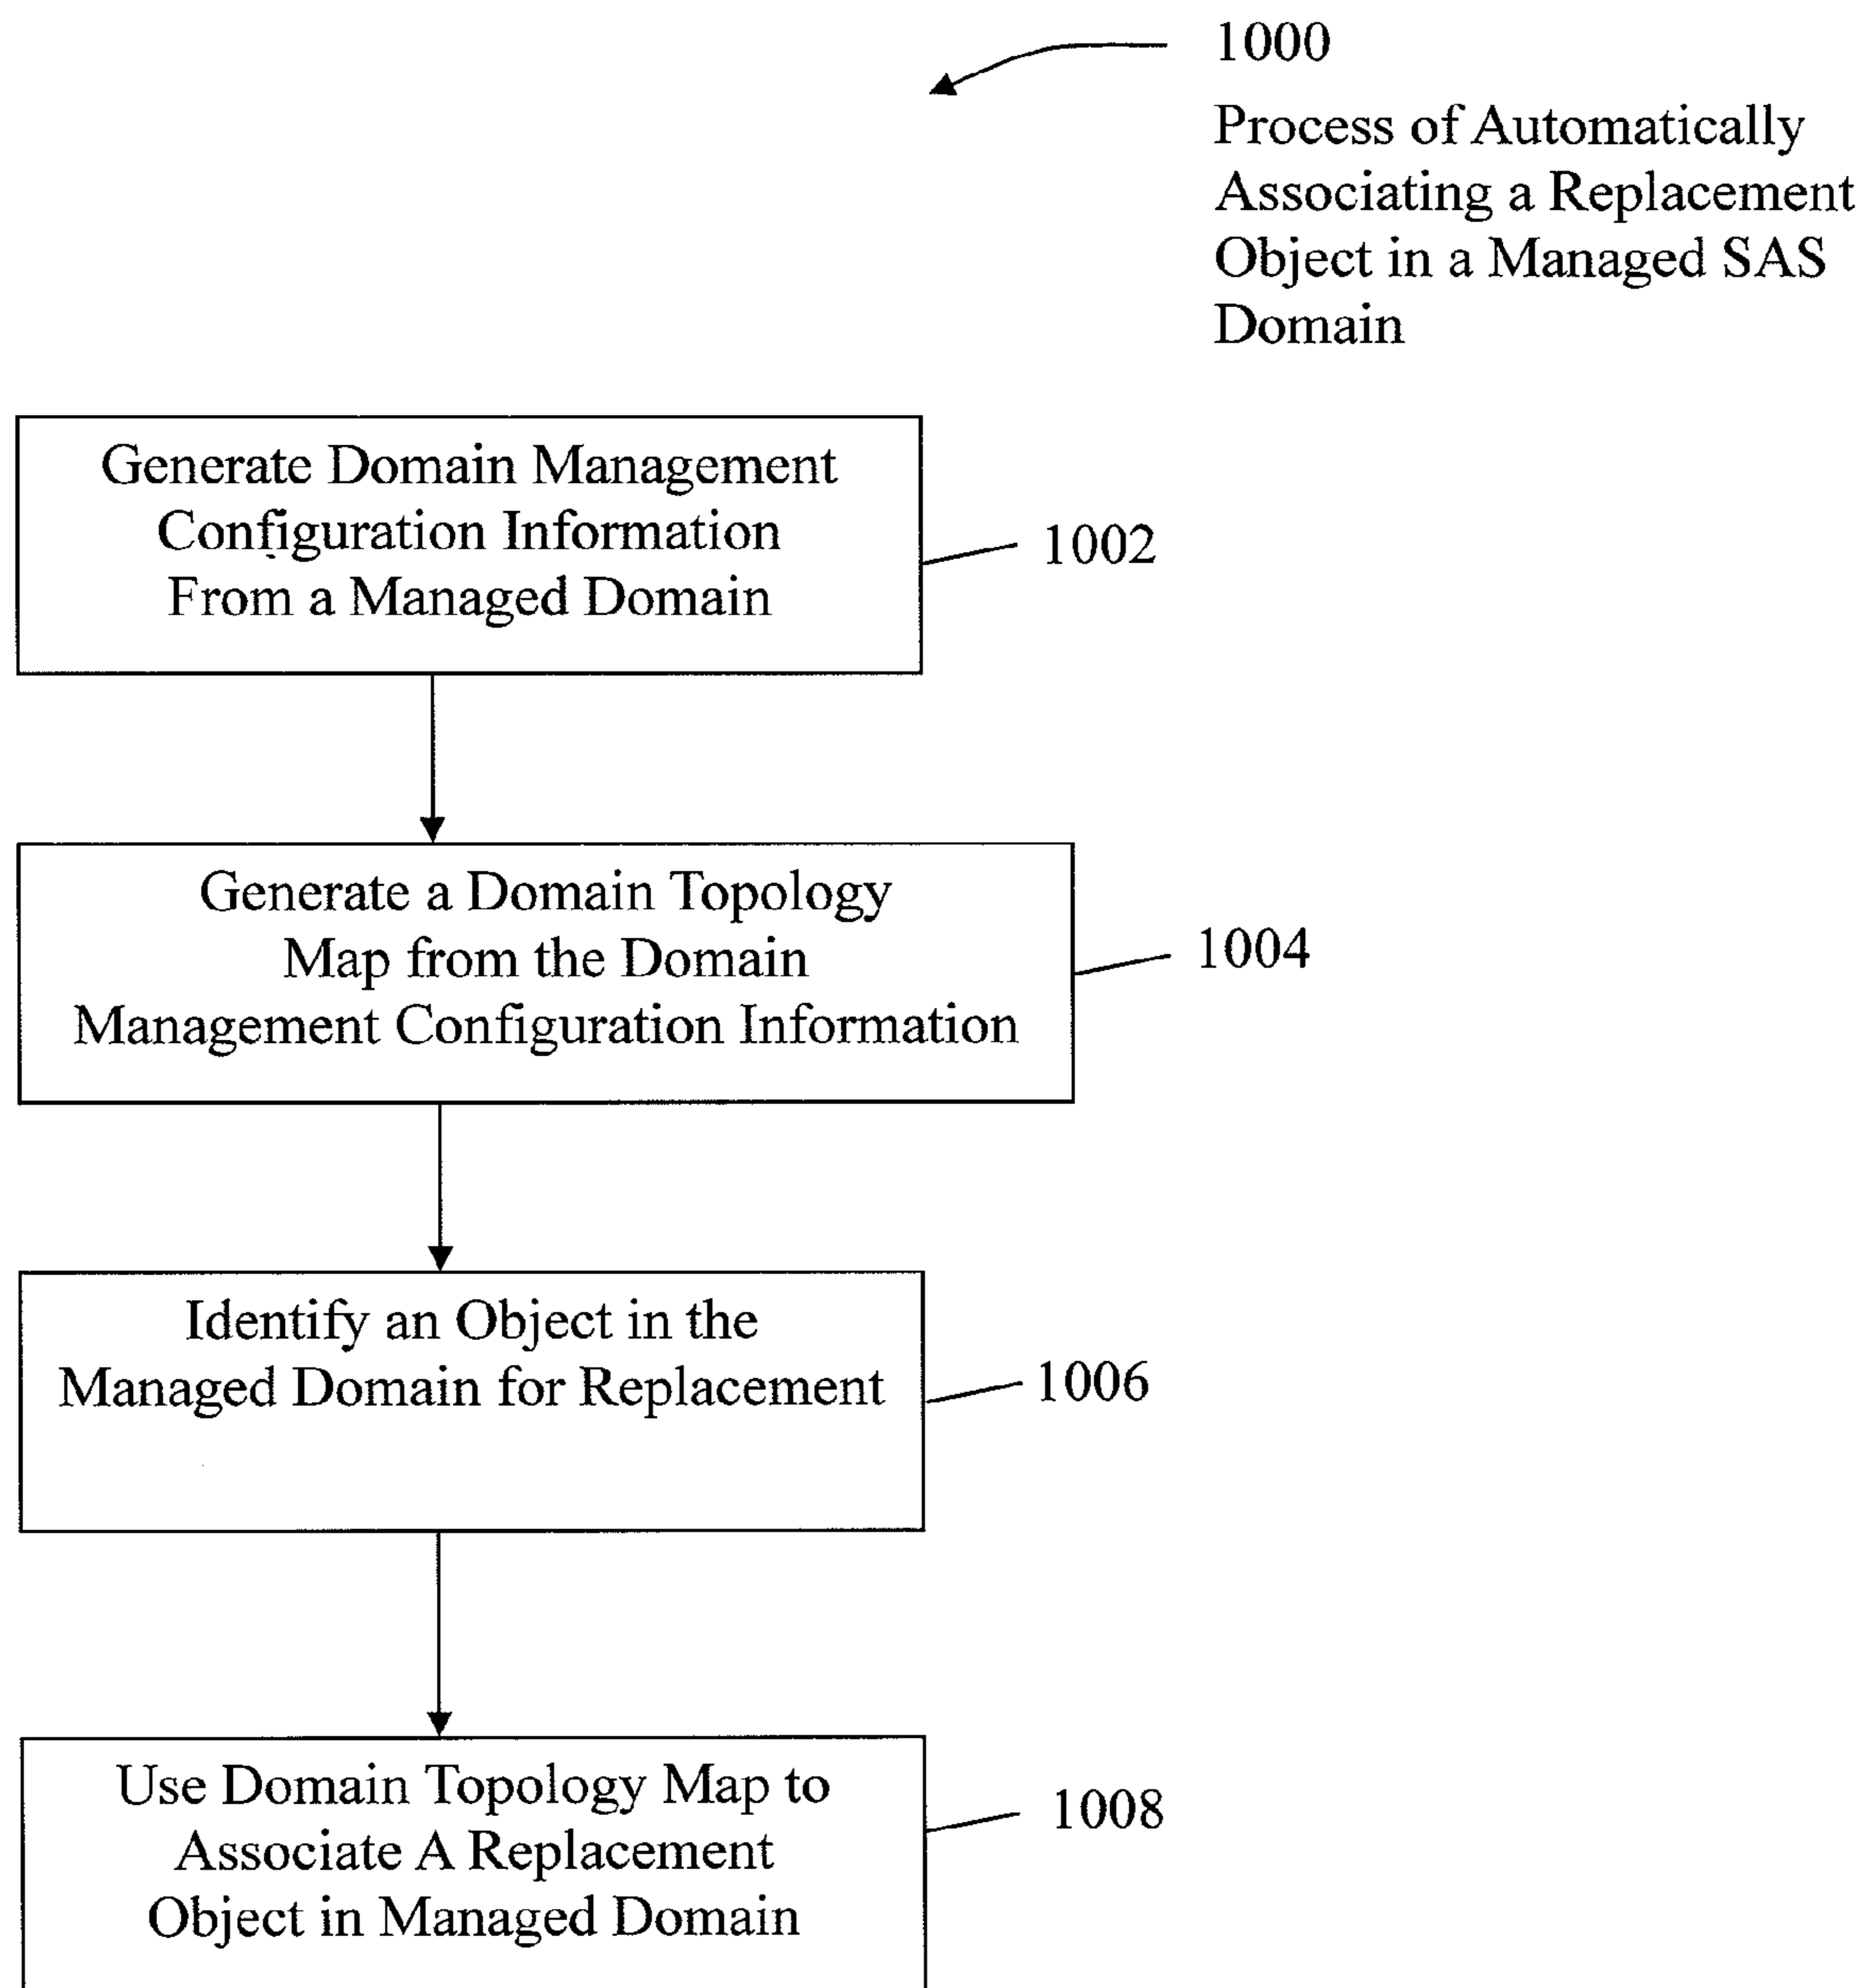 1000
Process of Automatically
Associating a Replacement
Object in a Managed SAS
Domain
Generate Domain Management
Configuration Information
From a Managed Domain
1002
Generate a Domain Topology
Map from the Domain
Management Configuration Information
1004
Identify an Object in the
Managed Domain for Replacement
1006
Use Domain Topology Map to
Associate A Replacement
Object in Managed Domain
1008